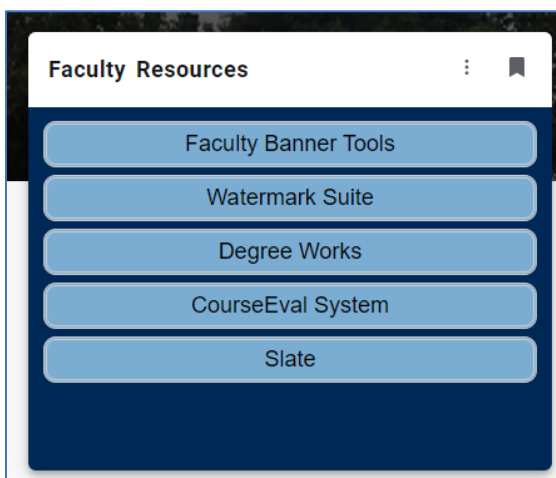 Faculty Resources
Faculty Banner Tools
Watermark Suite
Degree Works
CourseEval System
Slate